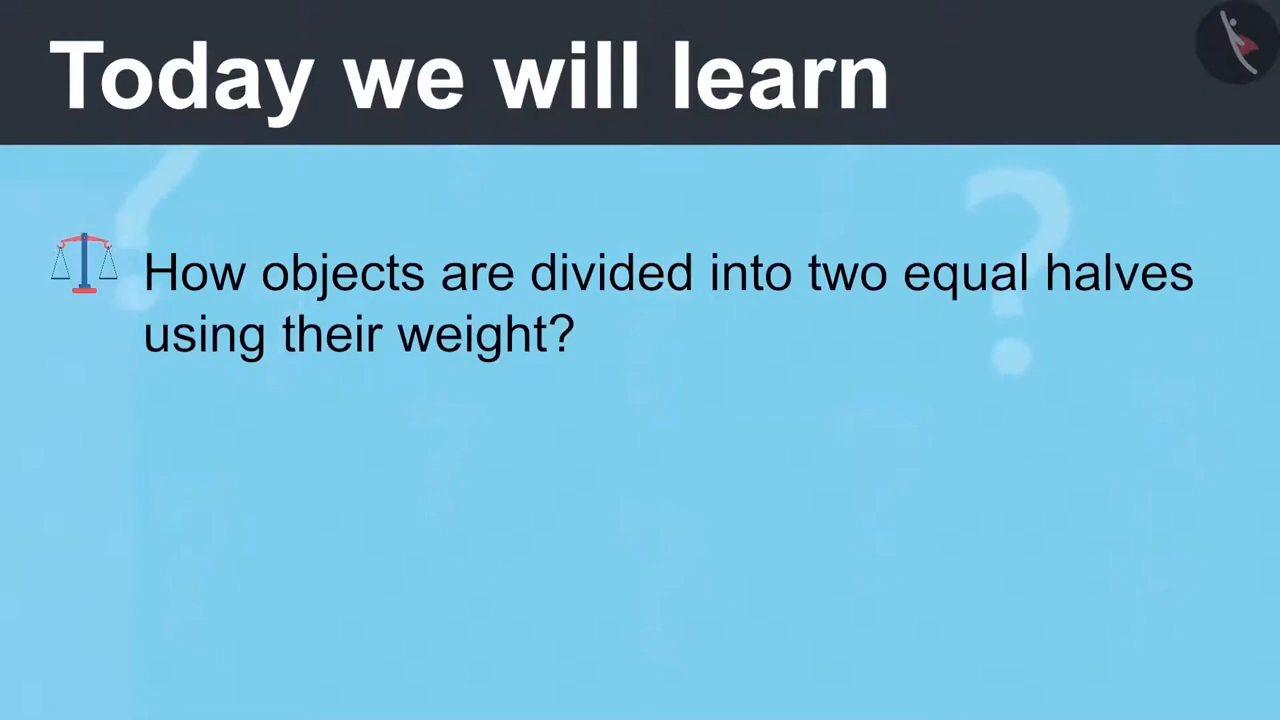 Today we will learn
How objects are divided into two equal halves
using their weight?